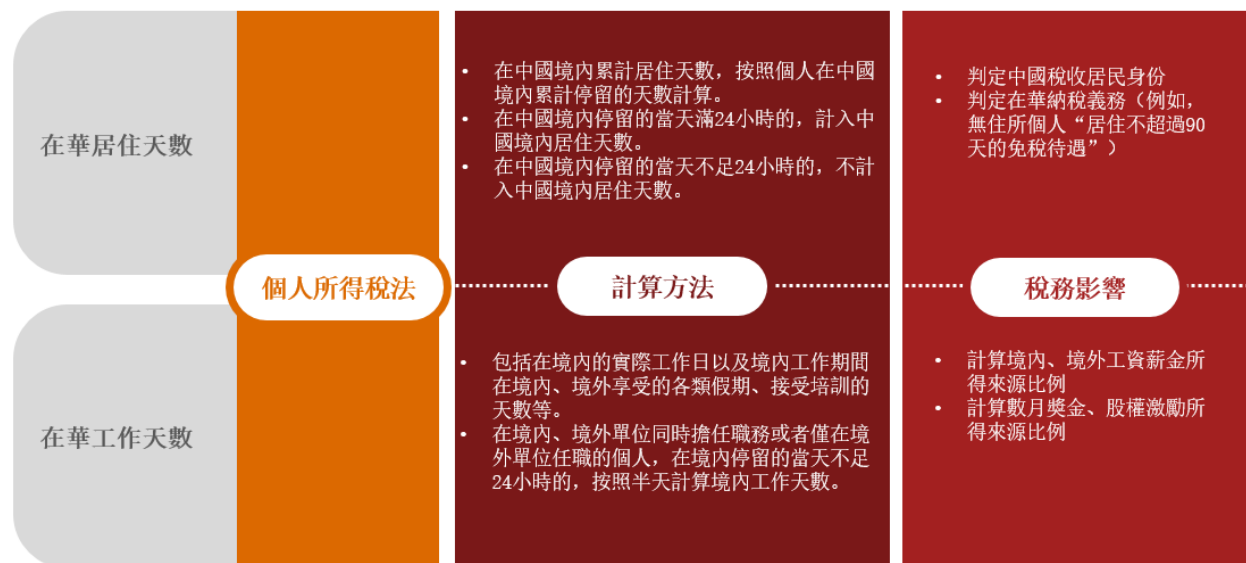 在華居住天數
• 在中國境內累計居住天數，按照個人在中國
境內累計停留的天數計算。
• 在中國境內停留的當天滿24小時的，計入中
國境內居住天數。
• 在中國境內停留的當天不足24小時的，不計
入中國境內居住天數。
• 判定中國稅收居民身份
• 判定在華納稅義務（例如，
無住所個人“居住不超過90
天的免稅待遇”）
個人所得稅法
計算方法
稅務影響
在華工作天數
• 包括在境內的實際工作日以及境內工作期間
在境內、境外享受的各類假期、接受培訓的
天數等。
• 在境內、境外單位同時擔任職務或者僅在境
外單位任職的個人，在境內停留的當天不足
24小時的，按照半天計算境內工作天數。
• 計算境內、境外工資薪金所
得來源比例
• 計算數月獎金、股權激勵所
得來源比例